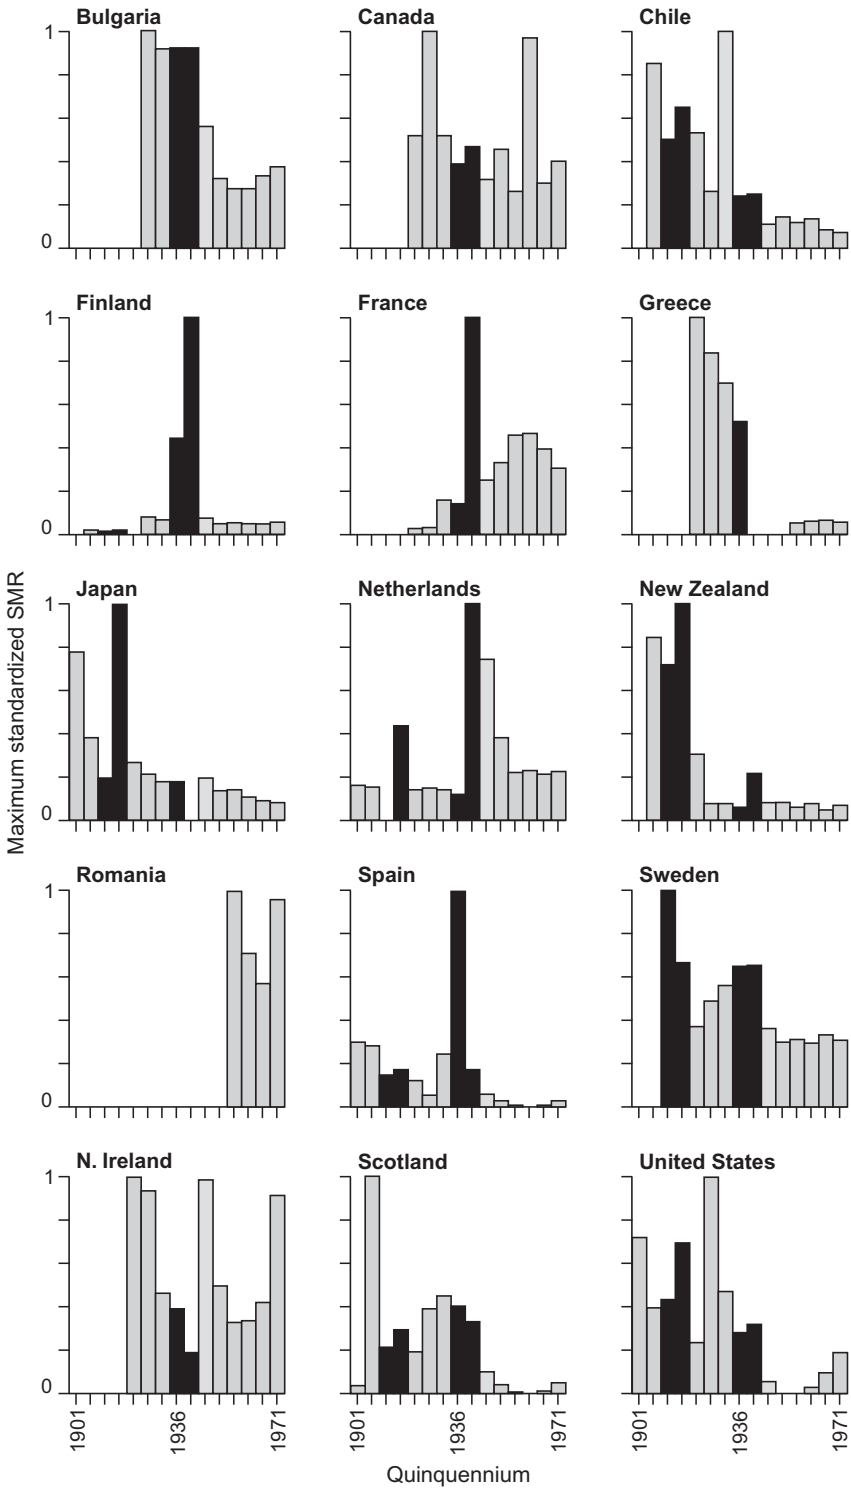 Bulgaria Canada Chile
1
0
Finland France Greece
1
0
Maximum standardized SMR
Japan Netherlands New Zealand
1
0
Romania Spain Sweden
1
0
N. Ireland Scotland United States
1
0
1901 1936 1971 1901 1936 1971 1901 1936 1971
Quinquennium